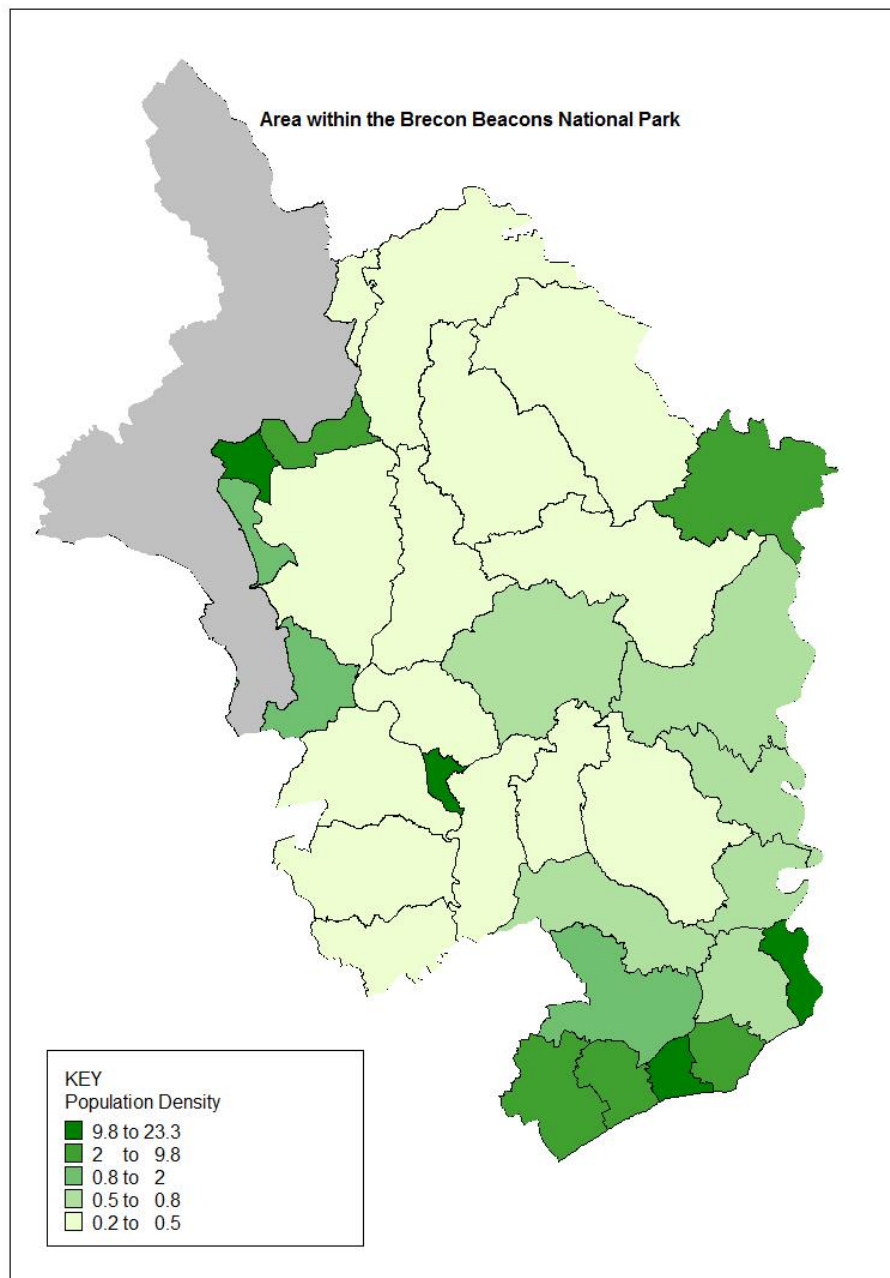 Area within the Brecon Beacons National Park
KEY
Population Density
9.8 to 23.3
2 to 9.8
0.8 to 2
0.5 to 0.8
0.2 to 0.5